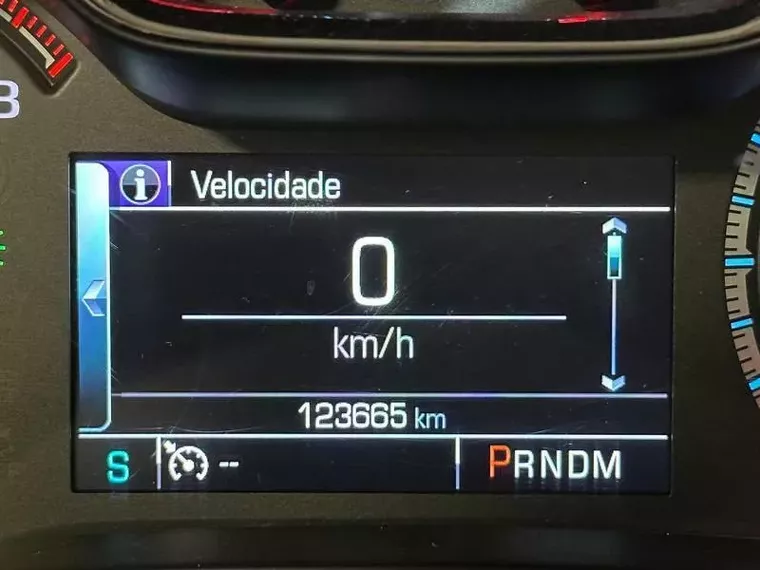 Velocidade
0
km/h
123665 km
S -- PRNDM